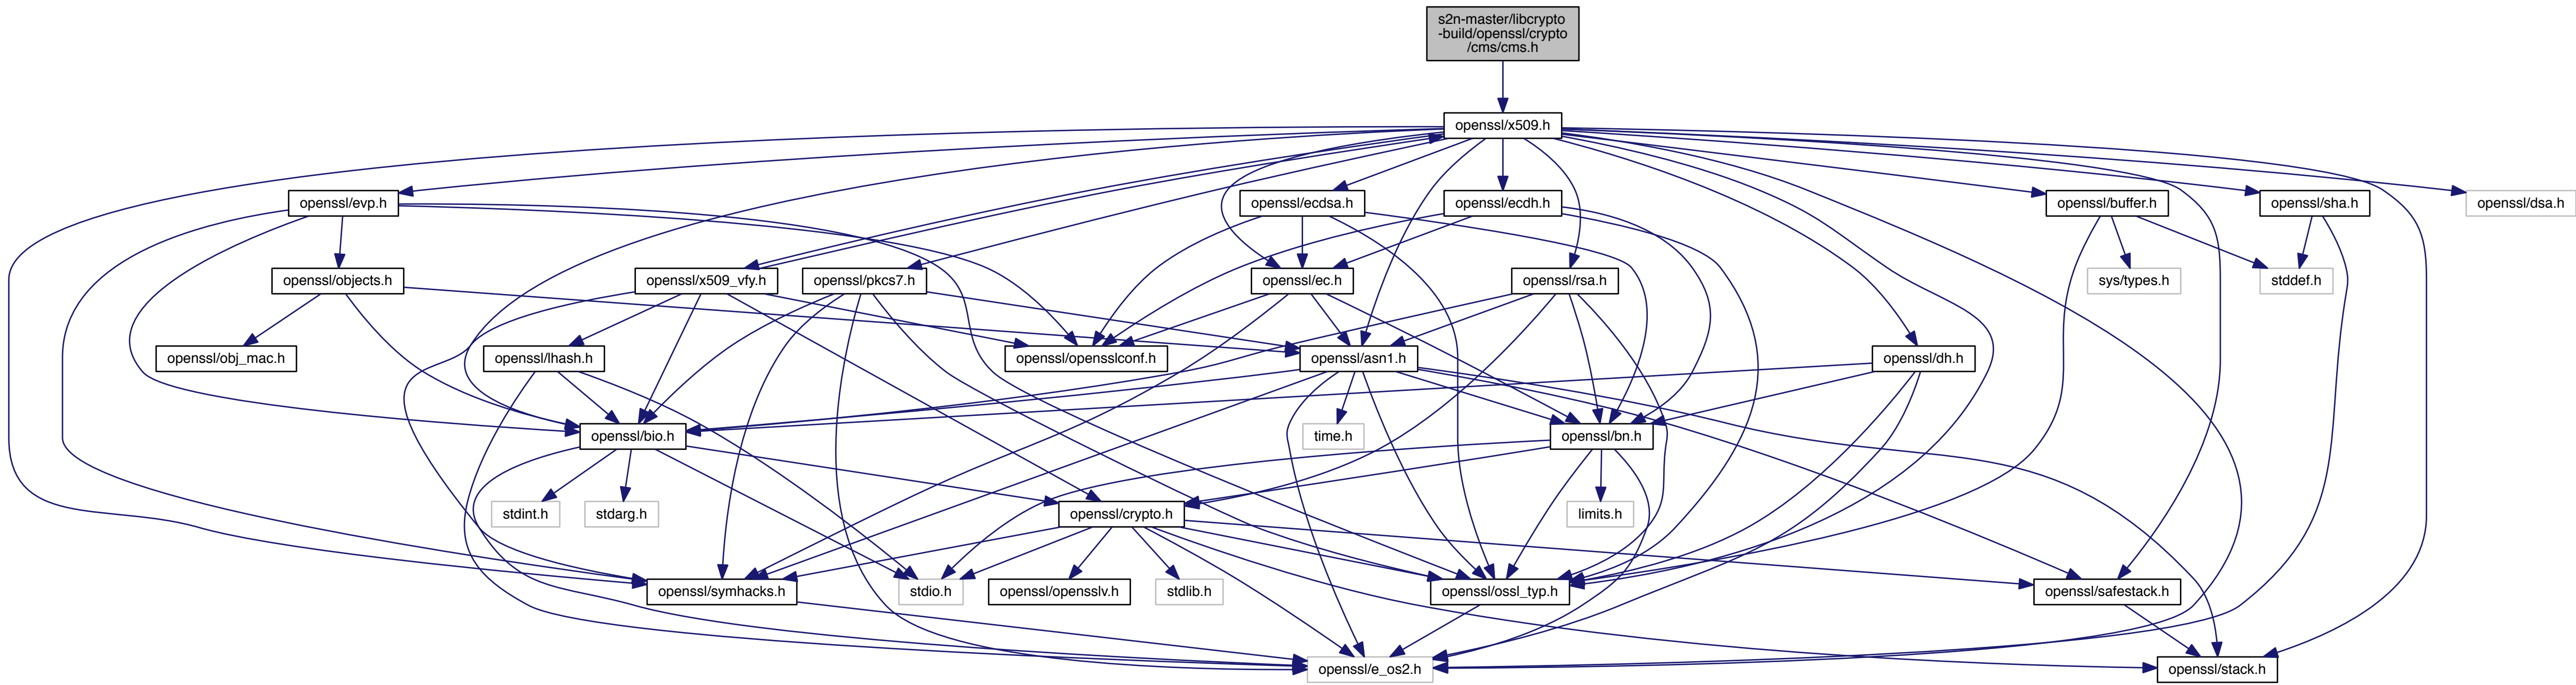 s2n-master/libcrypto
-build/openssl/crypto
/cms/cms.h
openssl/x509.h
openssl/evp.h
openssl/ecdsa.h
openssl/ecdh.h
openssl/buffer.h
openssl/sha.h
openssl/dsa.h
openssl/objects.h
openssl/x509_vfy.h
openssl/pkcs7.h
openssl/ec.h
openssl/rsa.h
sys/types.h
stddef.h
openssl/obj_mac.h
openssl/lhash.h
openssl/opensslconf.h
openssl/asn1.h
openssl/dh.h
openssl/bio.h
time.h
openssl/bn.h
stdint.h
stdarg.h
openssl/crypto.h
limits.h
openssl/symhacks.h
stdio.h
openssl/opensslv.h
stdlib.h
openssl/ossl_typ.h
openssl/safestack.h
openssl/e_os2.h
openssl/stack.h